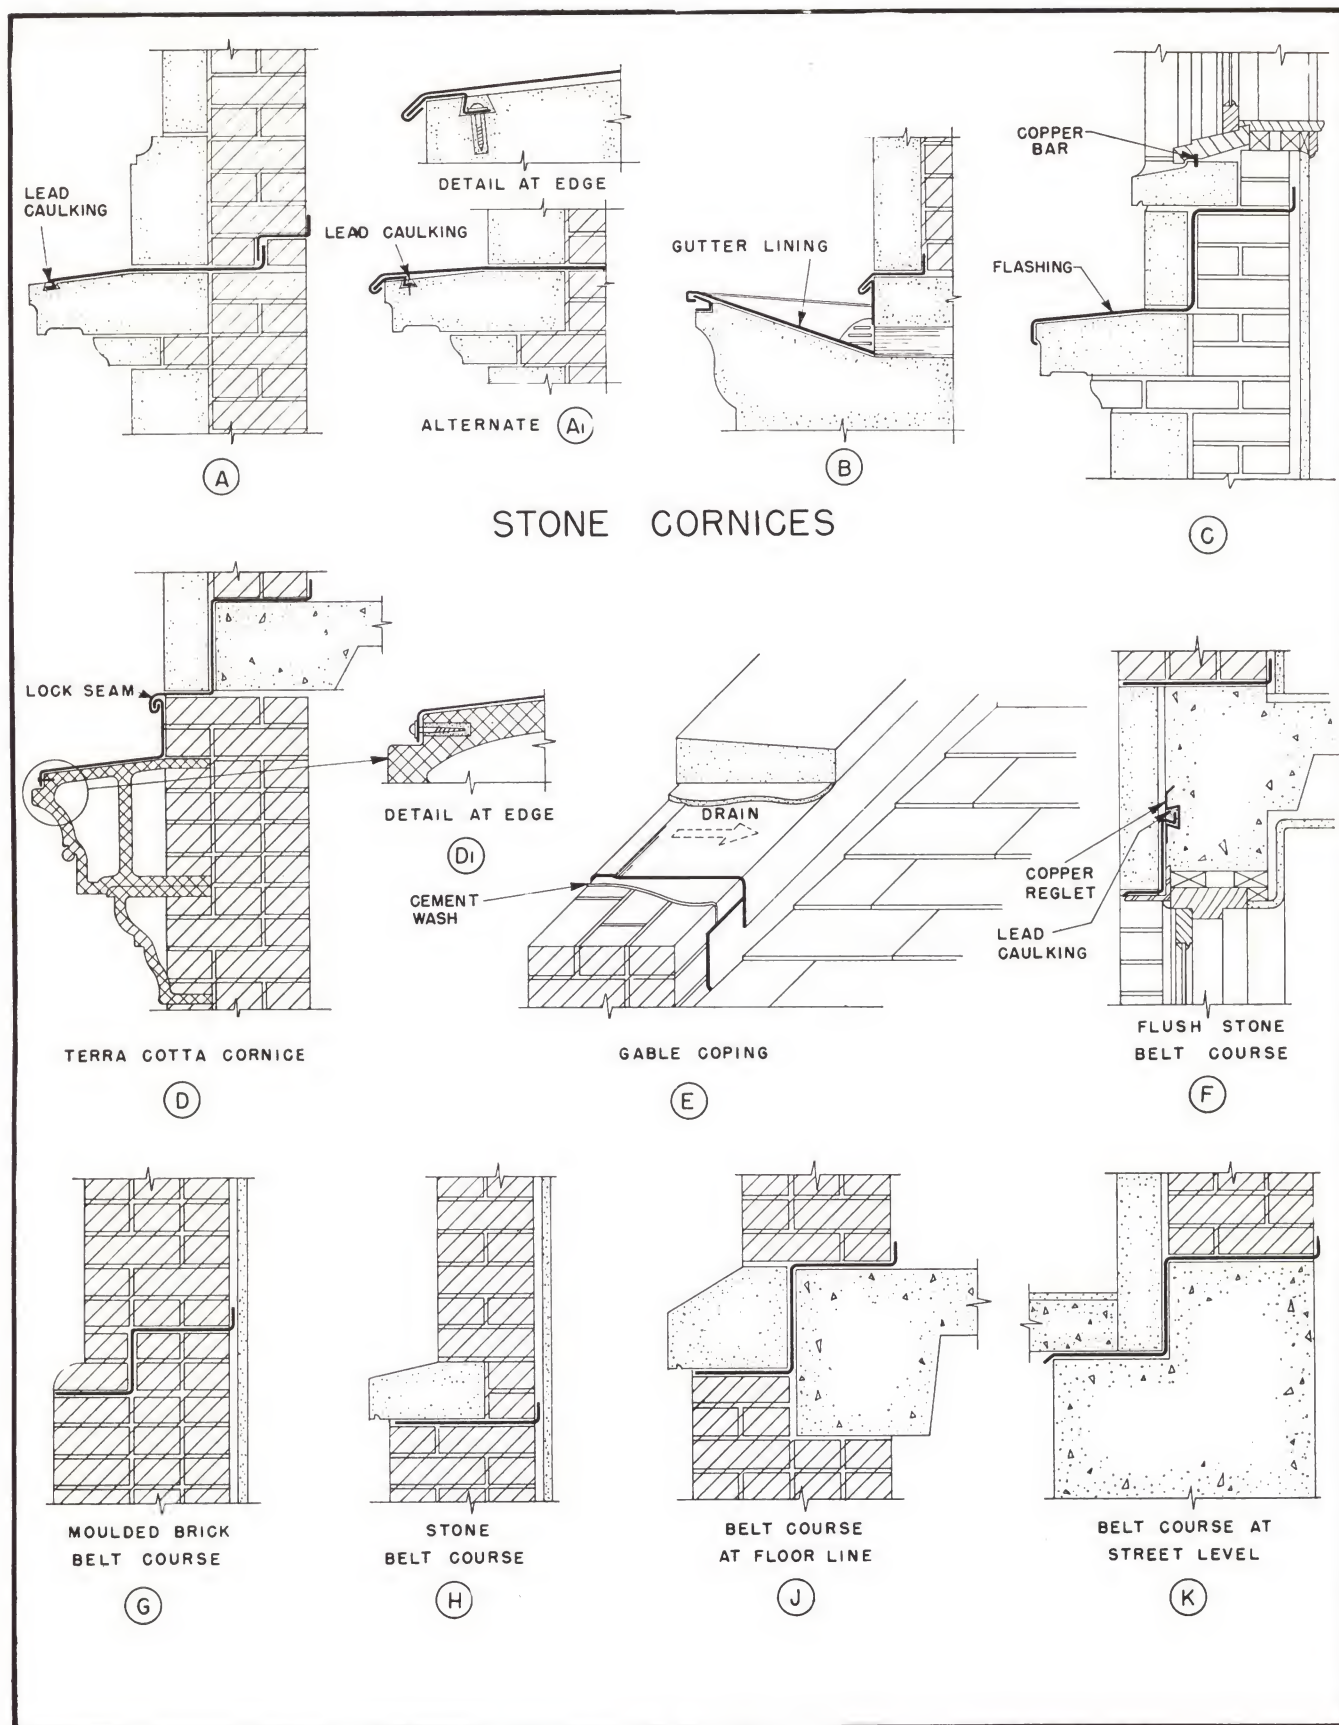 LEAD
CAULKING
A
DETAIL AT EDGE
LEAD CAULKING
ALTERNATE A1
GUTTER LINING
B
COPPER
BAR
FLASHING
C
STONE CORNICES
LOCK SEAM
TERRA COTTA CORNICE
D
DETAIL AT EDGE
D1
DRAIN
CEMENT
WASH
GABLE COPING
E
COPPER
REGLET
LEAD
CAULKING
FLUSH STONE
BELT COURSE
F
MOULDED BRICK
BELT COURSE
G
STONE
BELT COURSE
H
BELT COURSE
AT FLOOR LINE
J
BELT COURSE AT
STREET LEVEL
K